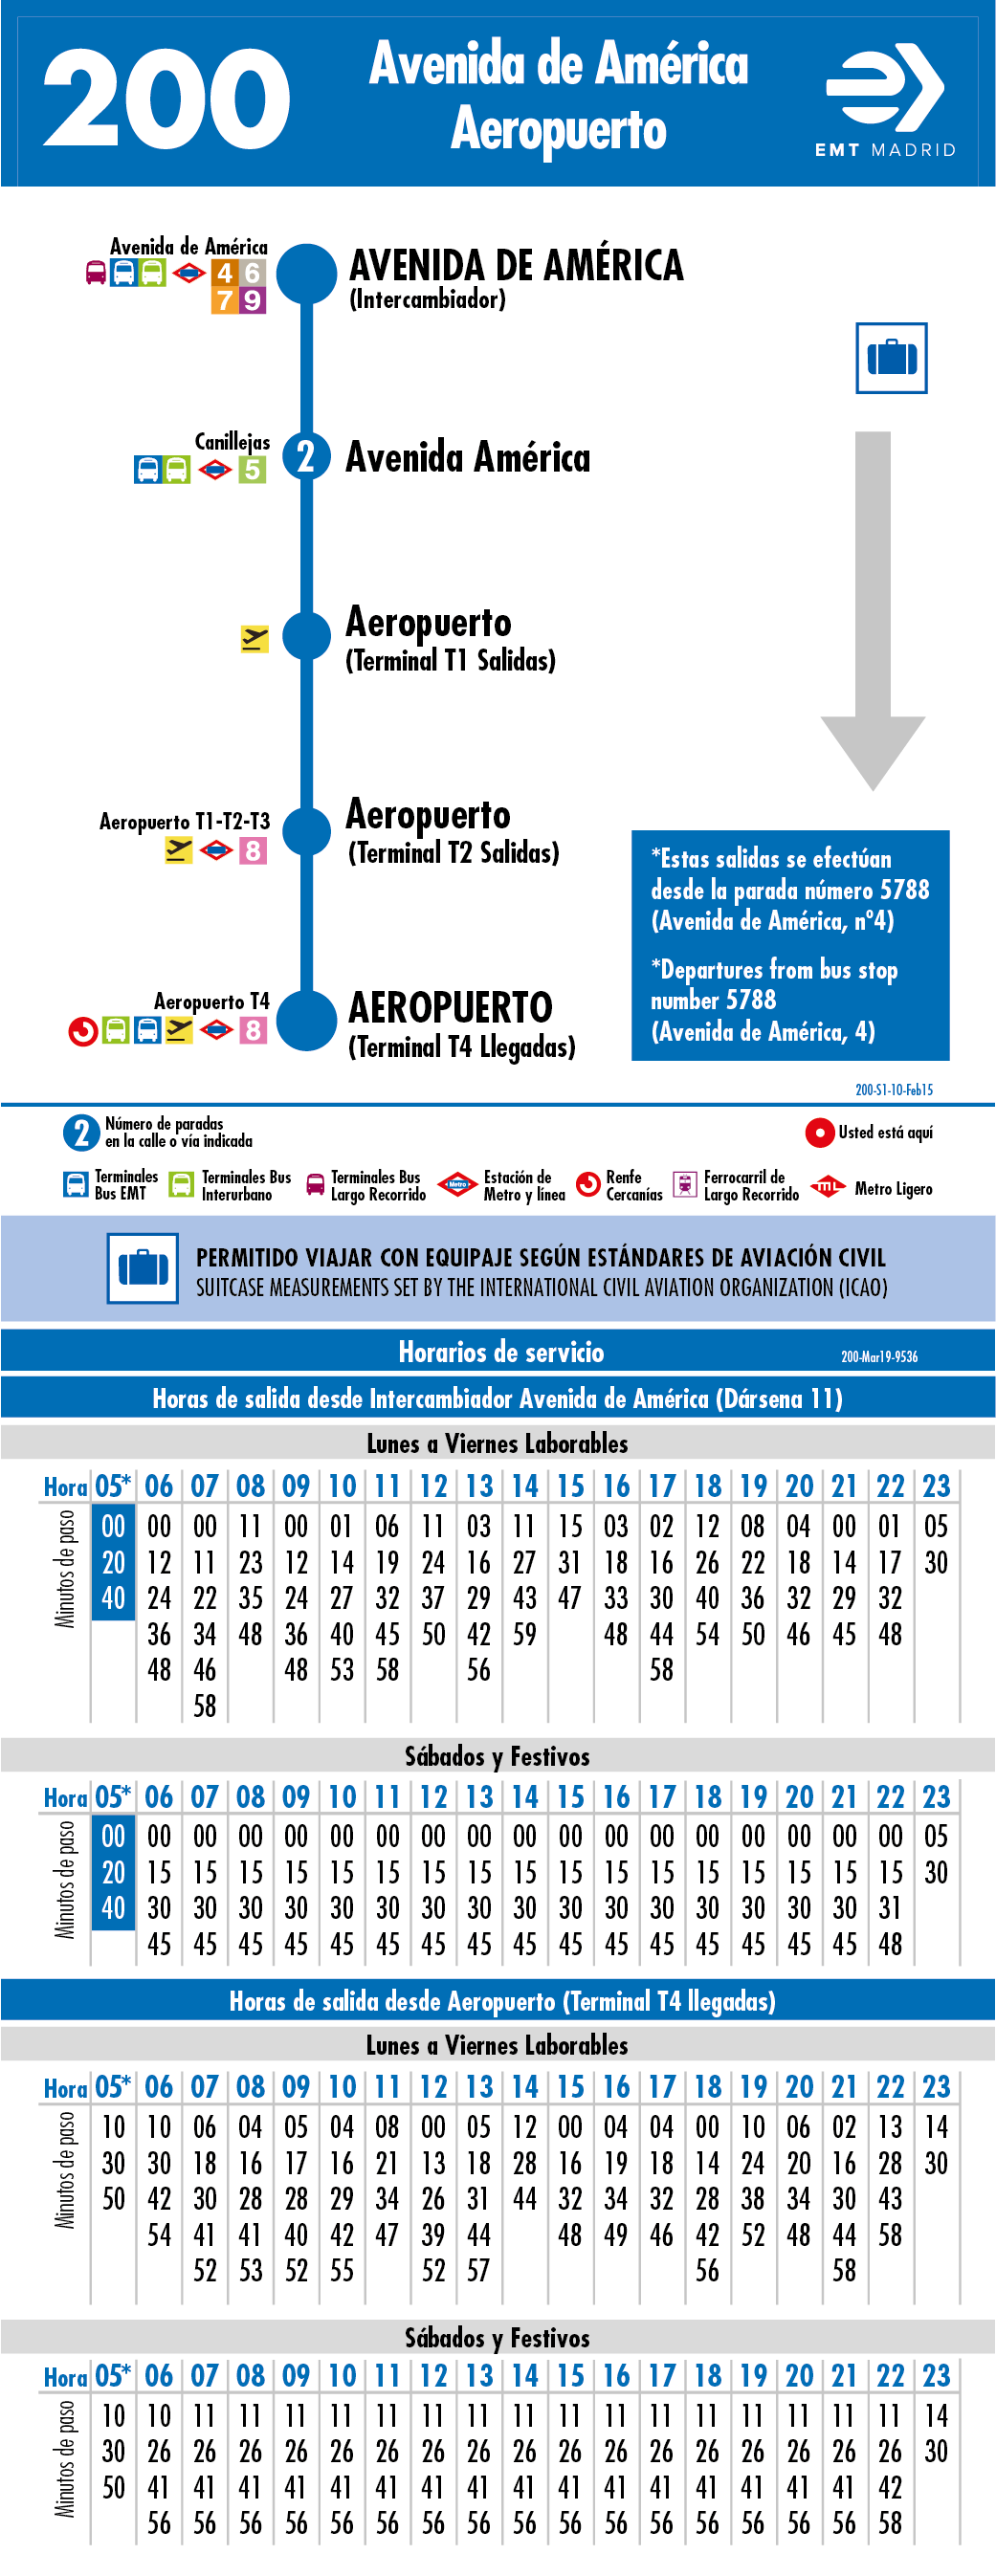 200
Avenida de América
Aeropuerto
EMT MADRID
Avenida de América
4 6
7 9
AVENIDA DE AMÉRICA
(Intercambiador)
Canillejas
5
2
Avenida América
Aeropuerto
(Terminal T1 Salidas)
Aeropuerto T1-T2-T3
8
Aeropuerto
(Terminal T2 Salidas)
Aeropuerto T4
8
AEROPUERTO
(Terminal T4 Llegadas)
*Estas salidas se efectúan
desde la parada número 5788
(Avenida de América, nº4)
*Departures from bus stop
number 5788
(Avenida de América, 4)
200-S1-10-Feb15
2
Número de paradas
en la calle o vía indicada
Usted está aquí
Terminales
Bus EMT
Terminales Bus
Interurbano
Terminales Bus
Largo Recorrido
Metro
Estación de
Metro y línea
Renfe
Cercanías
Ferrocarril de
Largo Recorrido
ML
Metro Ligero
PERMITIDO VIAJAR CON EQUIPAJE SEGÚN ESTÁNDARES DE AVIACIÓN CIVIL
SUITCASE MEASUREMENTS SET BY THE INTERNATIONAL CIVIL AVIATION ORGANIZATION (ICAO)
Horarios de servicio
200-Mar19-9536
Horas de salida desde Intercambiador Avenida de América (Dársena 11)
Lunes a Viernes Laborables
Hora 05* 06 07 08 09 10 11 12 13 14 15 16 17 18 19 20 21 22 23
Minutos de paso
00 00 00 11 00 01 06 11 03 11 15 03 02 12 08 04 00 01 05
20 12 11 23 12 14 19 24 16 27 31 18 16 26 22 18 14 17 30
40 24 22 35 24 27 32 37 29 43 47 33 30 40 36 32 29 32
36 34 48 36 40 45 50 42 59 48 44 54 50 46 45 48
48 46 48 53 58 56 58
58
Sábados y Festivos
Hora 05* 06 07 08 09 10 11 12 13 14 15 16 17 18 19 20 21 22 23
Minutos de paso
00 00 00 00 00 00 00 00 00 00 00 00 00 00 00 00 00 00 05
20 15 15 15 15 15 15 15 15 15 15 15 15 15 15 15 15 15 30
40 30 30 30 30 30 30 30 30 30 30 30 30 30 30 30 30 31
45 45 45 45 45 45 45 45 45 45 45 45 45 45 45 45 48
Horas de salida desde Aeropuerto (Terminal T4 llegadas)
Lunes a Viernes Laborables
Hora 05* 06 07 08 09 10 11 12 13 14 15 16 17 18 19 20 21 22 23
Minutos de paso
10 10 06 04 05 04 08 00 05 12 00 04 04 00 10 06 02 13 14
30 30 18 16 17 16 21 13 18 28 16 19 18 14 24 20 16 28 30
50 42 30 28 28 29 34 26 31 44 32 34 32 28 38 34 30 43
54 41 41 40 42 47 39 44 48 49 46 42 52 48 44 58
52 53 52 55 52 57 56 58
Sábados y Festivos
Hora 05* 06 07 08 09 10 11 12 13 14 15 16 17 18 19 20 21 22 23
Minutos de paso
10 10 11 11 11 11 11 11 11 11 11 11 11 11 11 11 11 11 14
30 26 26 26 26 26 26 26 26 26 26 26 26 26 26 26 26 26 30
50 41 41 41 41 41 41 41 41 41 41 41 41 41 41 41 41 42
56 56 56 56 56 56 56 56 56 56 56 56 56 56 56 56 58